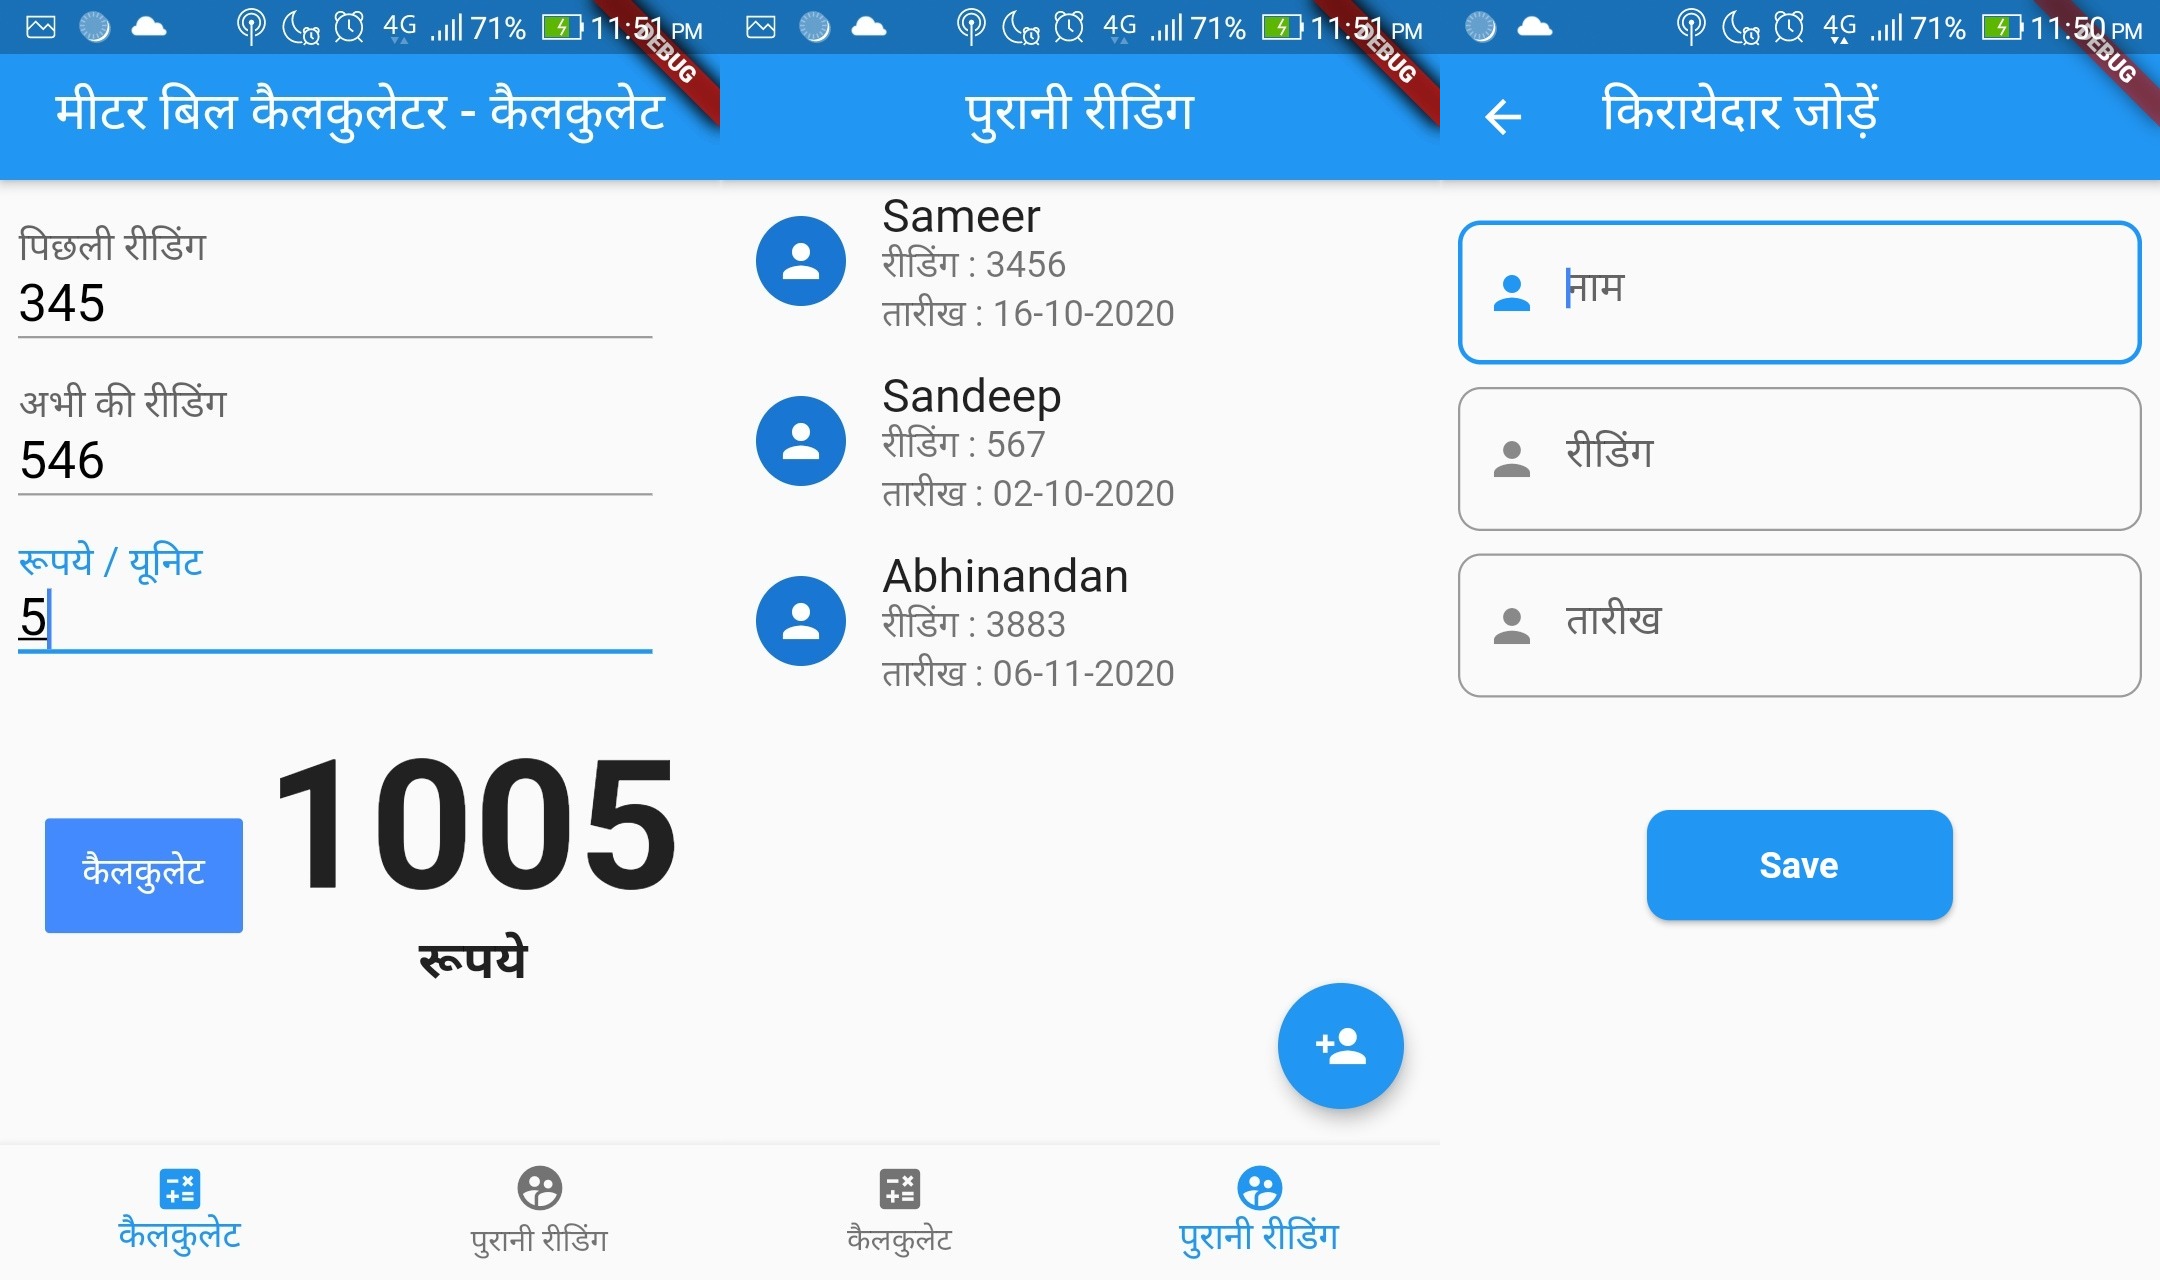 4G 71% 11:51 PM
DEBUG
मीटर बिल कैलकुलेटर - कैलकुलेट
पिछली रीडिंग
345
अभी की रीडिंग
546
रूपये / यूनिट
5
कैलकुलेट
1005
रूपये
कैलकुलेट
पुरानी रीडिंग
4G 71% 11:51 PM
DEBUG
पुरानी रीडिंग
Sameer
रीडिंग : 3456
तारीख : 16-10-2020
Sandeep
रीडिंग : 567
तारीख : 02-10-2020
Abhinandan
रीडिंग : 3883
तारीख : 06-11-2020
कैलकुलेट
पुरानी रीडिंग
4G 71% 11:50 PM
DEBUG
किरायेदार जोड़ें
नाम
रीडिंग
तारीख
Save